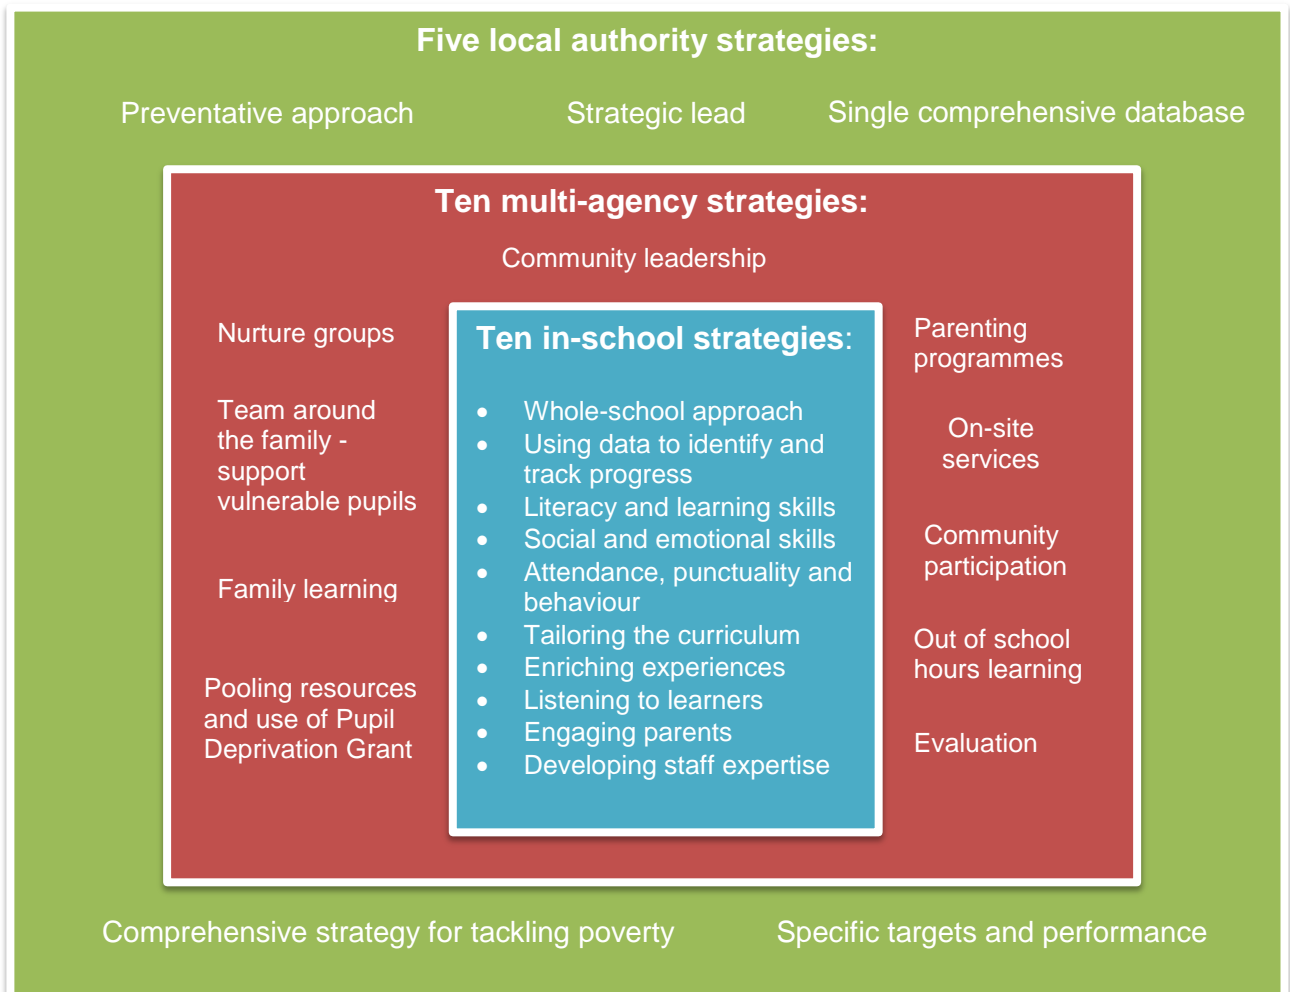 Five local authority strategies:
Preventative approach
Strategic lead
Single comprehensive database
Ten multi-agency strategies:
Community leadership
Nurture groups
Team around
the family -
support
vulnerable pupils
Family learning
Pooling resources
and use of Pupil
Deprivation Grant
Ten in-school strategies:
• Whole-school approach
• Using data to identify and
track progress
• Literacy and learning skills
• Social and emotional skills
• Attendance, punctuality and
behaviour
• Tailoring the curriculum
• Enriching experiences
• Listening to learners
• Engaging parents
• Developing staff expertise
Parenting
programmes
On-site
services
Community
participation
Out of school
hours learning
Evaluation
Comprehensive strategy for tackling poverty
Specific targets and performance